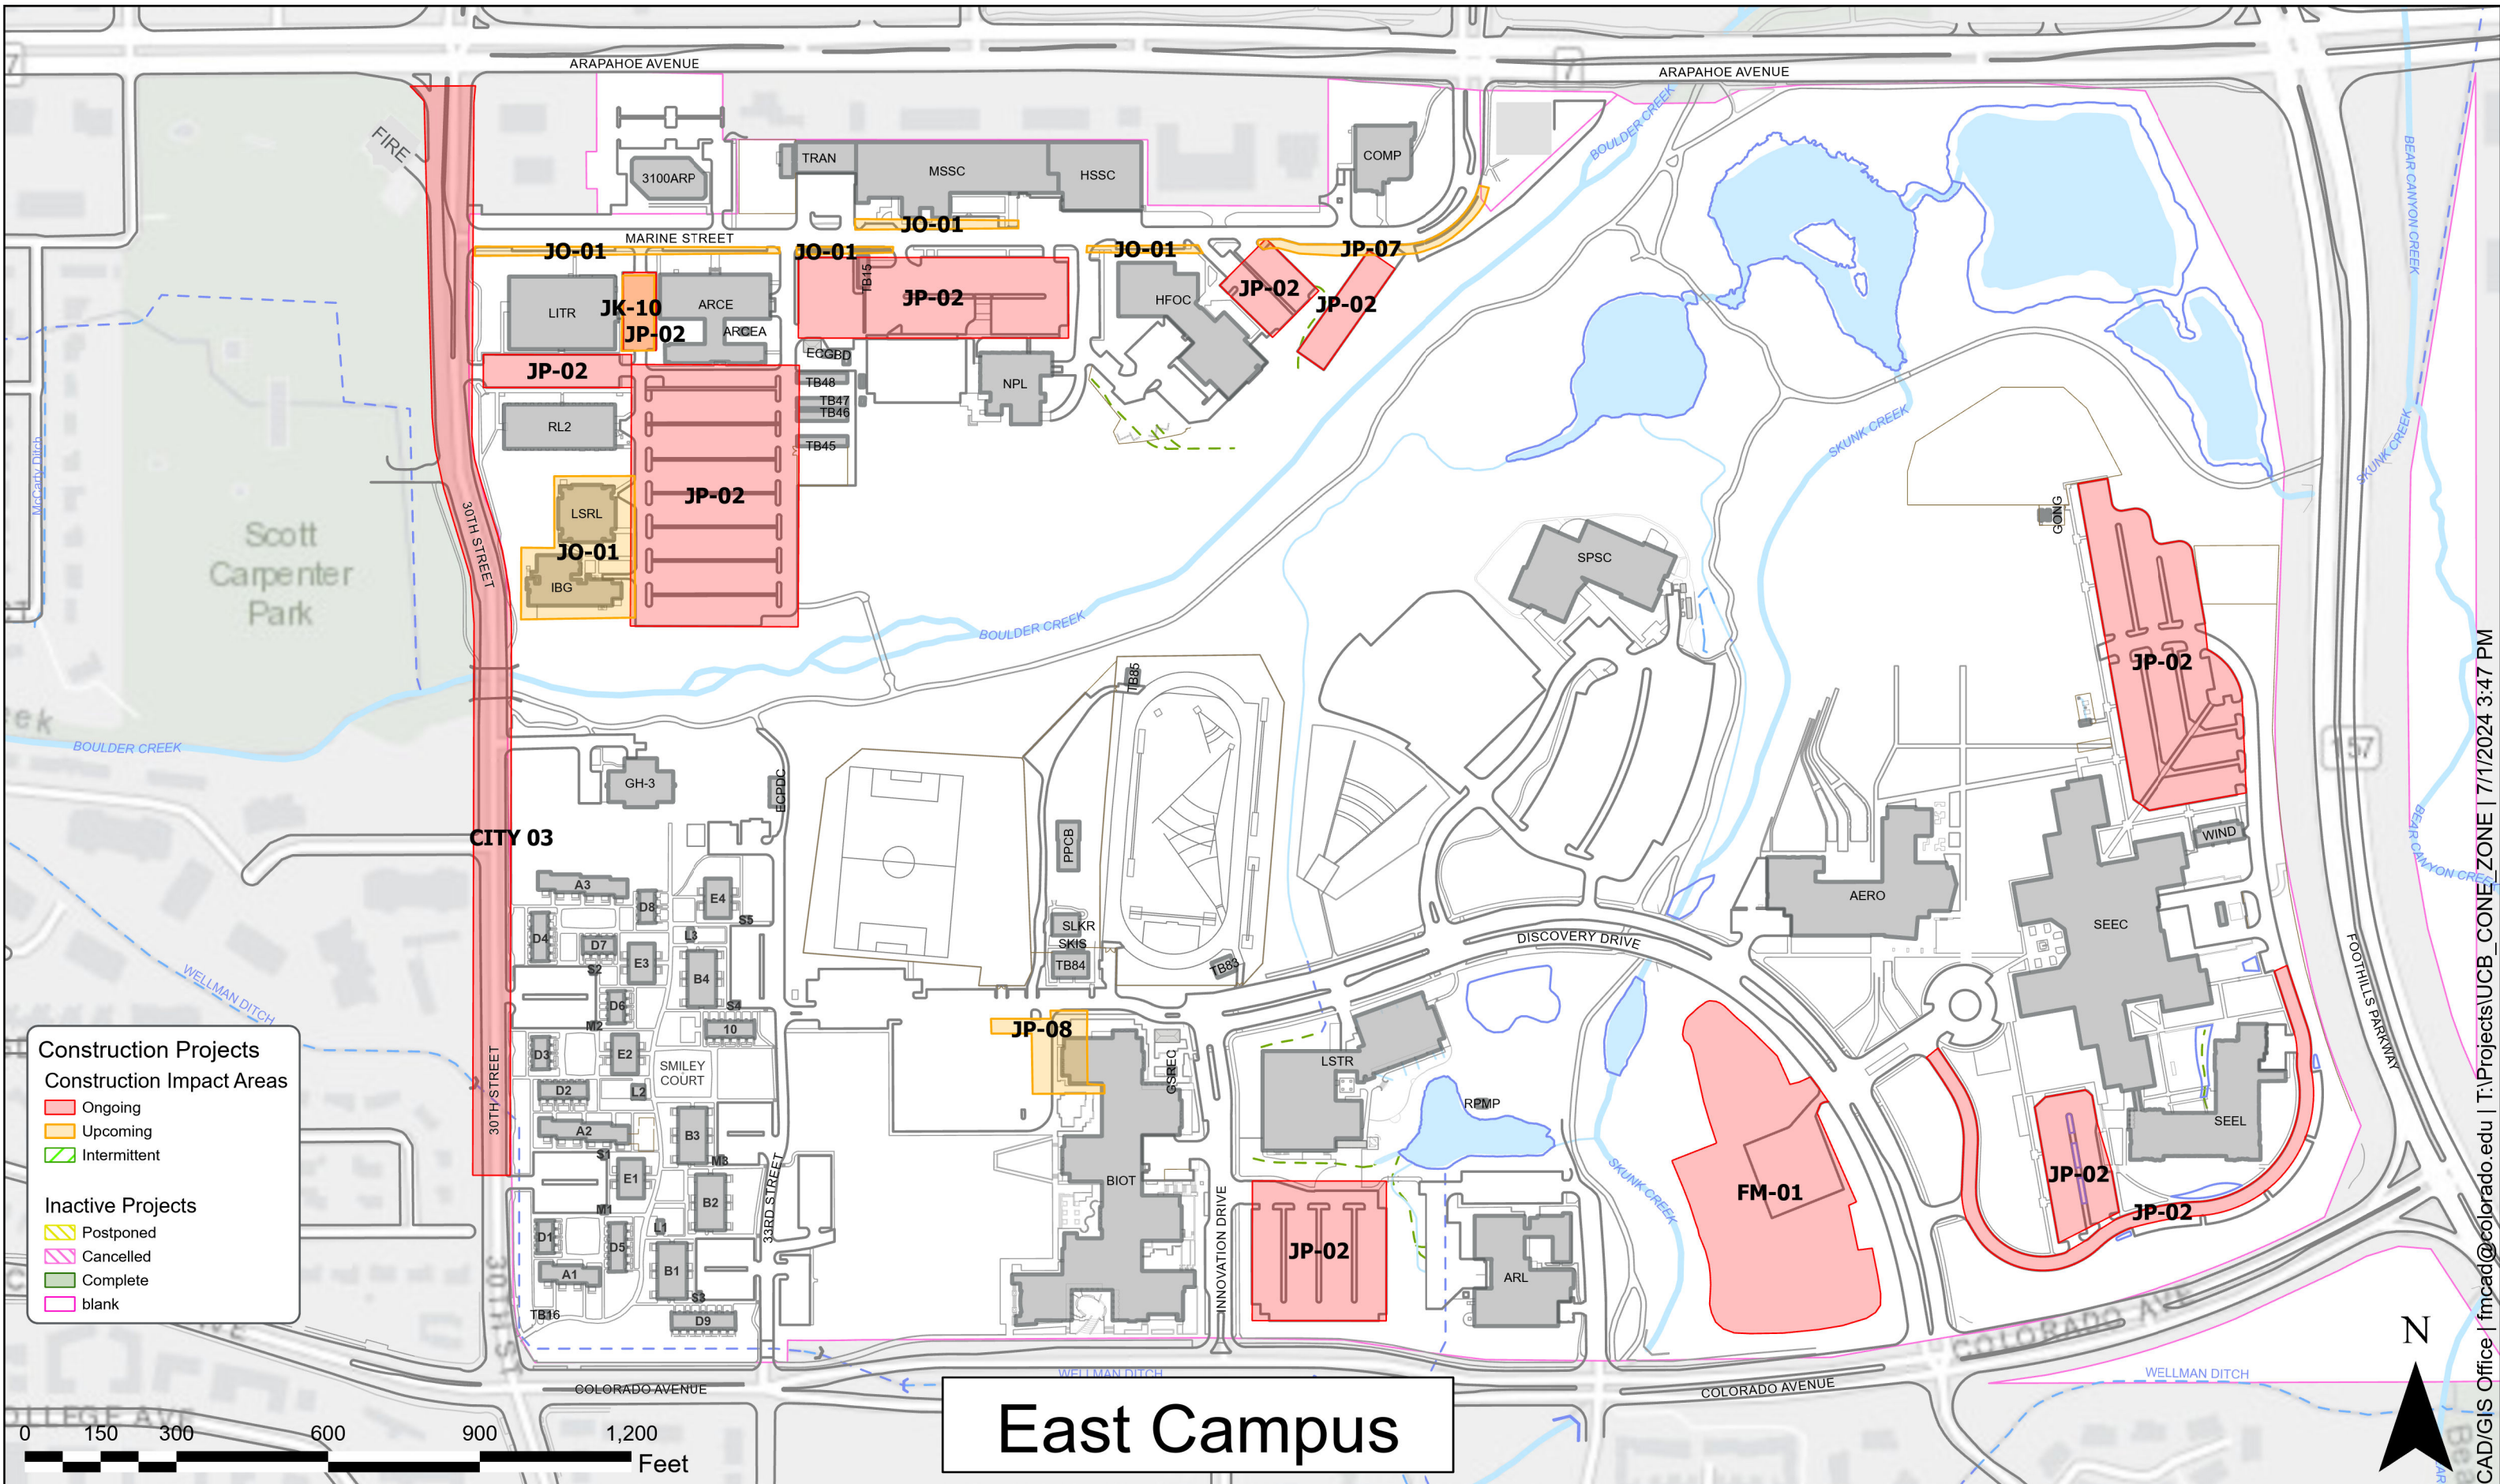 ARAPAHOE AVENUE
7
ARAPAHOE AVENUE
7
FIRE
3100ARP
TRAN
MSSC
HSSC
COMP
BOULDER CREEK
BEAR CANYON CREEK
MARINE STREET
JO-01
JO-01
JO-01
JO-01
JP-07
LITR
JK-10
JP-02
ARCE
ARCEA
TB15
JP-02
HFOC
JP-02
JP-02
JP-02
ECGBD
TB48
TB47
TB46
TB45
NPL
RL2
JP-02
SKUNK CREEK
SKUNK CREEK
McCarty Ditch
30TH STREET
LSRL
JO-01
IBG
Scott
Carpenter
Park
GONG
SPSC
BOULDER CREEK
TB85
JP-02
eek
BOULDER CREEK
157
GH-3
ECPDC
CITY 03
PPCB
WIND
BEAR CANYON CREEK
A3
D8
E4
S5
AERO
SEEC
D4
D7
L3
SLKR
SKIS
TB84
TB83
DISCOVERY DRIVE
S2
E3
B4
WELLMAN DITCH
D6
S4
M2
10
JP-08
FOOTHILLS PARKWAY
D3
E2
SMILEY
COURT
GSREC
LSTR
D2
L2
RPMP
30TH STREET
A2
B3
SEEL
S1
M3
E1
B2
33RD STREET
BIOT
INNOVATION DRIVE
SKUNK CREEK
FM-01
JP-02
JP-02
M1
L1
D1
D5
JP-02
A1
B1
ARL
S3
TB16
D9
30TH ST
Construction Projects
Construction Impact Areas
Ongoing
Upcoming
Intermittent
Inactive Projects
Postponed
Cancelled
Complete
blank
COLORADO AVE
COLORADO AVENUE
WELLMAN DITCH
COLORADO AVENUE
WELLMAN DITCH
East Campus
N
0 150 300 600 900 1,200
Feet
CAD/GIS Office | fmcad@colorado.edu | T:\Projects\UCB_CONE_ZONE | 7/1/2024 3:47 PM